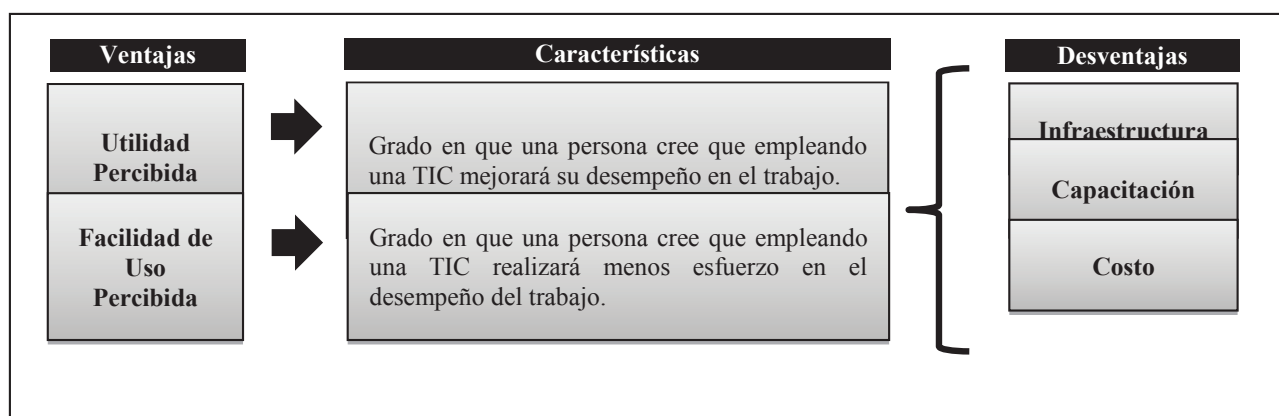 Ventajas
Características
Desventajas
Utilidad
Percibida
Grado en que una persona cree que empleando
una TIC mejorará su desempeño en el trabajo.
Facilidad de
Uso
Percibida
Grado en que una persona cree que empleando
una TIC realizará menos esfuerzo en el
desempeño del trabajo.
Infraestructura
Capacitación
Costo